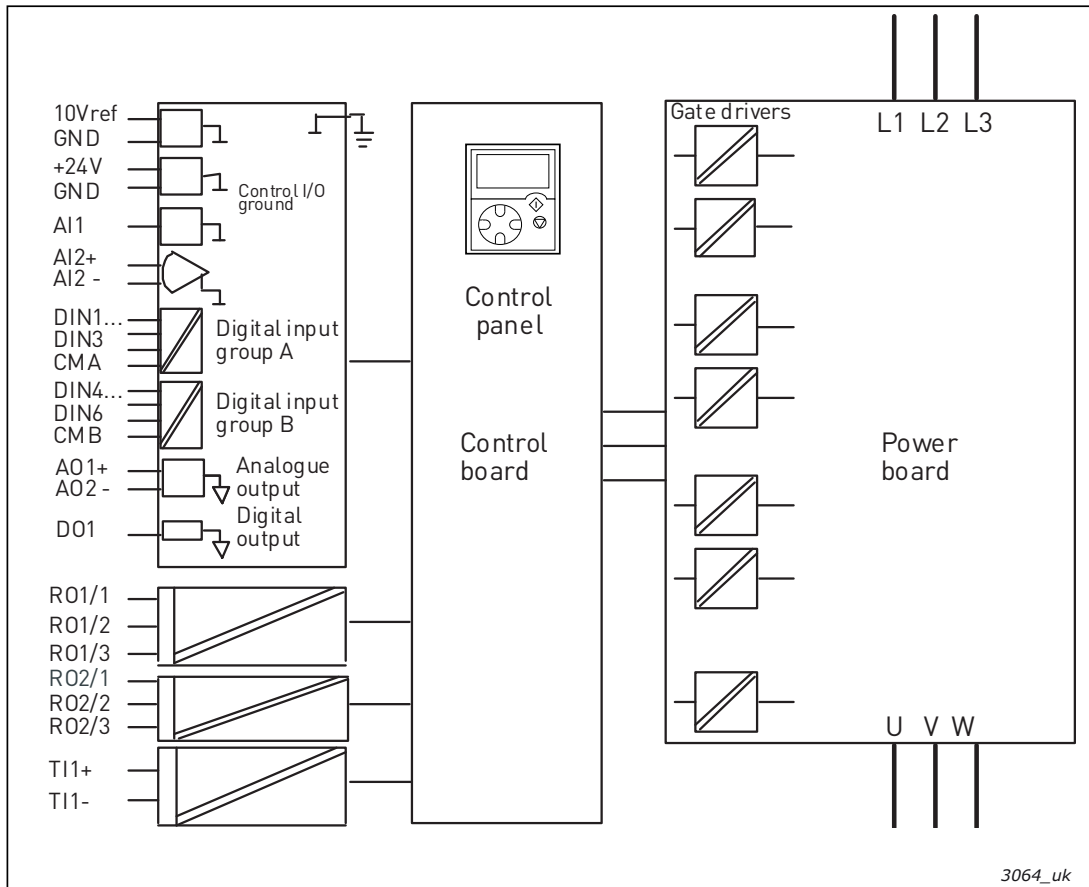 10Vref
GND
+24V
GND
Control I/O
ground
AI1
AI2+
AI2 -
DIN1...
DIN3
CMA
Digital input
group A
DIN4...
DIN6
CMB
Digital input
group B
AO1+
AO2 -
Analogue
output
DO1
Digital
output
RO1/1
RO1/2
RO1/3
RO2/1
RO2/2
RO2/3
TI1+
TI1-
Control
panel
Control
board
Gate drivers
L1 L2 L3
Power
board
U V W
3064_uk